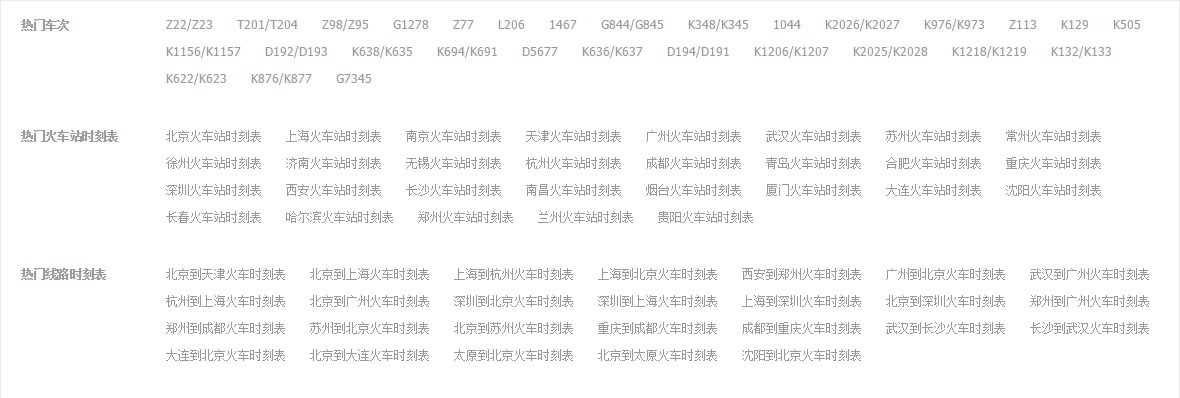 热门车次 Z22/Z23 T201/T204 Z98/Z95 G1278 Z77 L206 1467 G844/G845 K348/K345 1044 K2026/K2027 K976/K973 Z113 K129 K505
K1156/K1157 D192/D193 K638/K635 K694/K691 D5677 K636/K637 D194/D191 K1206/K1207 K2025/K2028 K1218/K1219 K132/K133
K622/K623 K876/K877 G7345
热门火车站时刻表 北京火车站时刻表 上海火车站时刻表 南京火车站时刻表 天津火车站时刻表 广州火车站时刻表 武汉火车站时刻表 苏州火车站时刻表 常州火车站时刻表
徐州火车站时刻表 济南火车站时刻表 无锡火车站时刻表 杭州火车站时刻表 成都火车站时刻表 青岛火车站时刻表 合肥火车站时刻表 重庆火车站时刻表
深圳火车站时刻表 西安火车站时刻表 长沙火车站时刻表 南昌火车站时刻表 烟台火车站时刻表 厦门火车站时刻表 大连火车站时刻表 沈阳火车站时刻表
长春火车站时刻表 哈尔滨火车站时刻表 郑州火车站时刻表 兰州火车站时刻表 贵阳火车站时刻表
热门线路时刻表 北京到天津火车时刻表 北京到上海火车时刻表 上海到杭州火车时刻表 上海到北京火车时刻表 西安到郑州火车时刻表 广州到北京火车时刻表 武汉到广州火车时刻表
杭州到上海火车时刻表 北京到广州火车时刻表 深圳到北京火车时刻表 深圳到上海火车时刻表 上海到深圳火车时刻表 北京到深圳火车时刻表 郑州到广州火车时刻表
郑州到成都火车时刻表 苏州到北京火车时刻表 北京到苏州火车时刻表 重庆到成都火车时刻表 成都到重庆火车时刻表 武汉到长沙火车时刻表 长沙到武汉火车时刻表
大连到北京火车时刻表 北京到大连火车时刻表 太原到北京火车时刻表 北京到太原火车时刻表 沈阳到北京火车时刻表